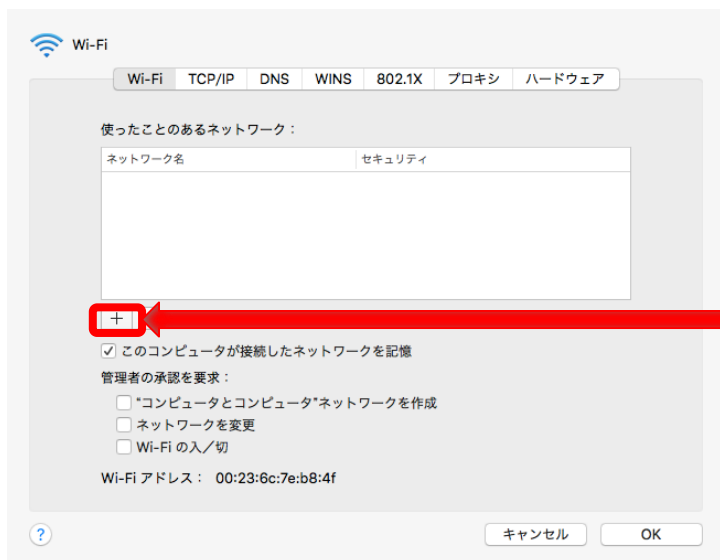 Wi-Fi
Wi-Fi TCP/IP DNS WINS 802.1X プロキシ ハードウェア
使ったことのあるネットワーク：
ネットワーク名 セキュリティ
+
このコンピュータが接続したネットワークを記憶
管理者の承認を要求：
"コンピュータとコンピュータ"ネットワークを作成
ネットワークを変更
Wi-Fi の入／切
Wi-Fi アドレス： 00:23:6c:7e:b8:4f
? キャンセル OK